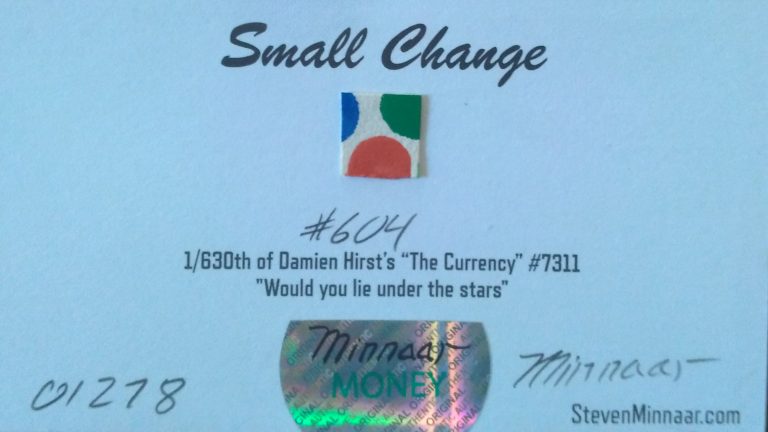 Small Change
#604
1/630th of Damien Hirst's “The Currency” #7311
"Would you lie under the stars”
Minnaar
MONEY
01278
Minnaar
StevenMinnaar.com